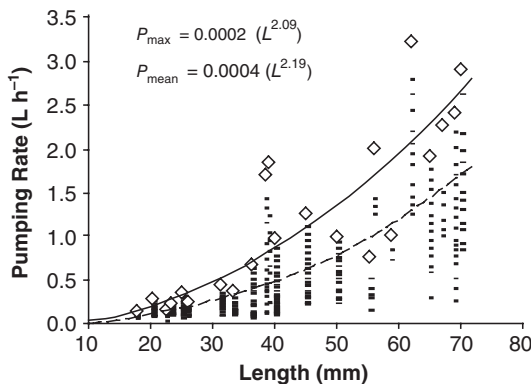 P_max = 0.0002 (L^2.09)
P_mean = 0.0004 (L^2.19)
Pumping Rate (L h⁻¹)
3.5
3.0
2.5
2.0
1.5
1.0
0.5
0.0
10 20 30 40 50 60 70 80
Length (mm)